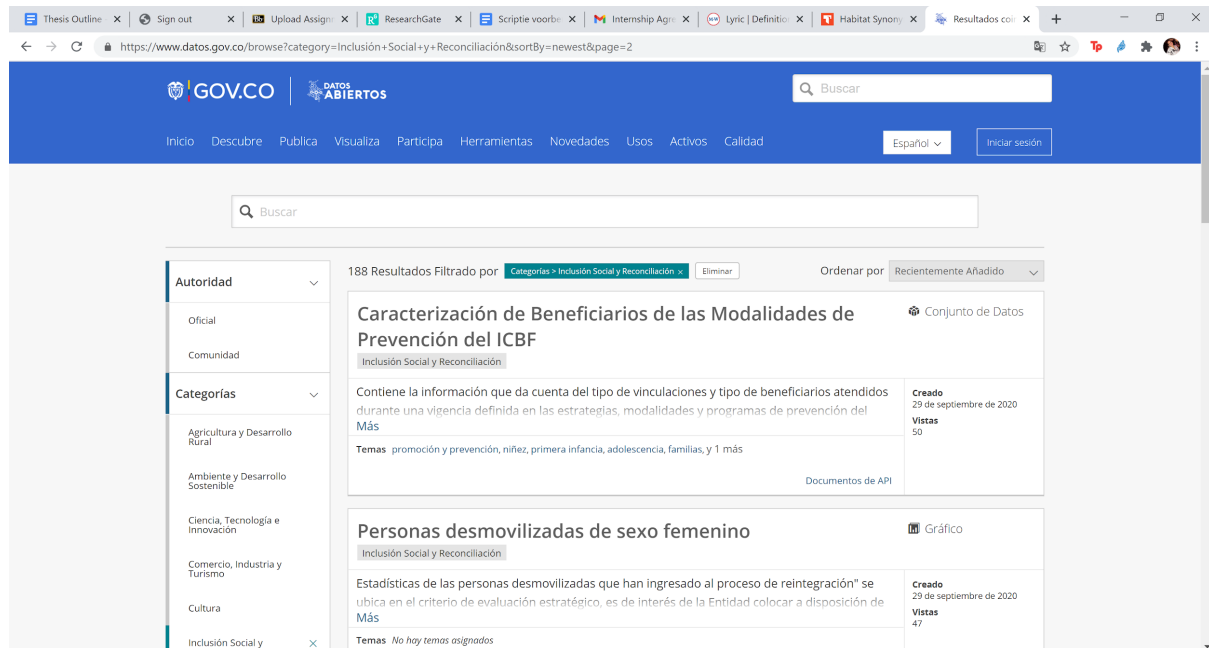 Thesis Outline
Sign out
Upload Assignm
ResearchGate
Scriptie voorbe
Internship Agre
Lyric | Definitio
Habitat Synony
Resultados coin
https://www.datos.gov.co/browse?category=Inclusión+Social+y+Reconciliación&sortBy=newest&page=2
GOV.CO
DATOS
ABIERTOS
Buscar
Inicio Descubre Publica Visualiza Participa Herramientas Novedades Usos Activos Calidad
Español
Iniciar sesión
Buscar
Autoridad
Oficial
Comunidad
Categorías
Agricultura y Desarrollo
Rural
Ambiente y Desarrollo
Sostenible
Ciencia, Tecnología e
Innovación
Comercio, Industria y
Turismo
Cultura
Inclusión Social y
188 Resultados Filtrado por
Categorías > Inclusión Social y Reconciliación ×
Eliminar
Ordenar por
Recientemente Añadido
Caracterización de Beneficiarios de las Modalidades de
Prevención del ICBF
Inclusión Social y Reconciliación
Conjunto de Datos
Contiene la información que da cuenta del tipo de vinculaciones y tipo de beneficiarios atendidos
durante una vigencia definida en las estrategias, modalidades y programas de prevención del
Más
Temas promoción y prevención, niñez, primera infancia, adolescencia, familias, y 1 más
Documentos de API
Creado
29 de septiembre de 2020
Vistas
50
Personas desmovilizadas de sexo femenino
Inclusión Social y Reconciliación
Gráfico
Estadísticas de las personas desmovilizadas que han ingresado al proceso de reintegración" se
ubica en el criterio de evaluación estratégico, es de interés de la Entidad colocar a disposición de
Más
Temas No hay temas asignados
Creado
29 de septiembre de 2020
Vistas
47